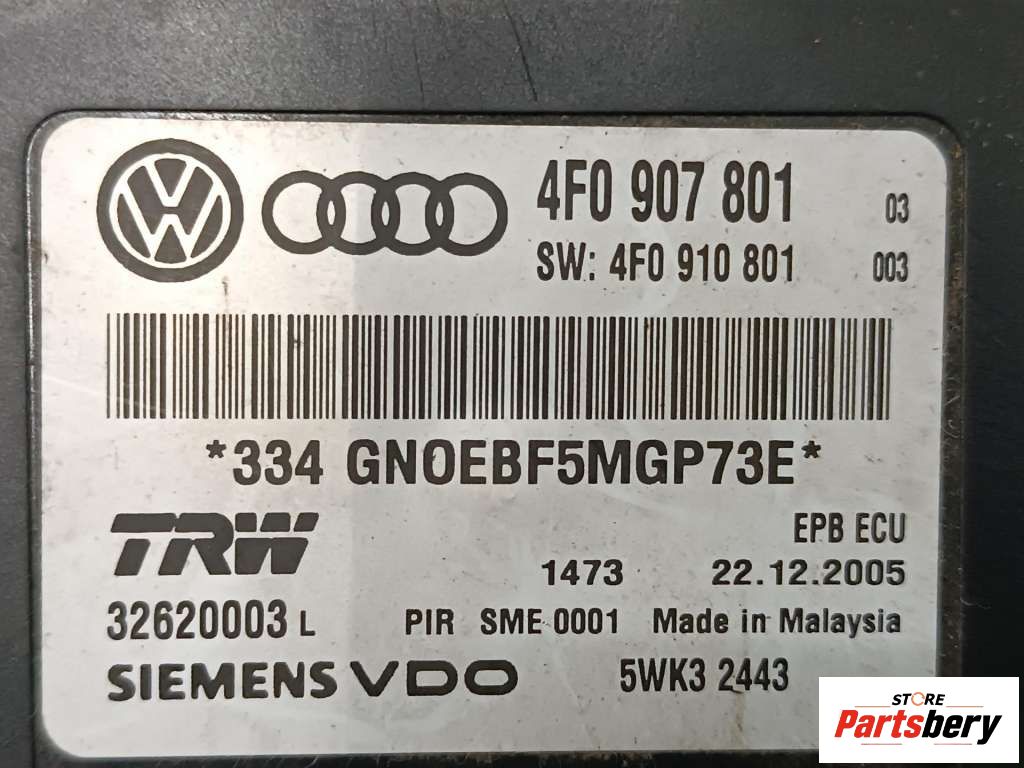 4F0 907 801 03
SW: 4F0 910 801 003
*334 GN0EBF5MGP73E*
TRW
EPB ECU
1473 22.12.2005
32620003 L PIR SME 0001 Made in Malaysia
SIEMENS VDO 5WK3 2443
STORE
Partsbery